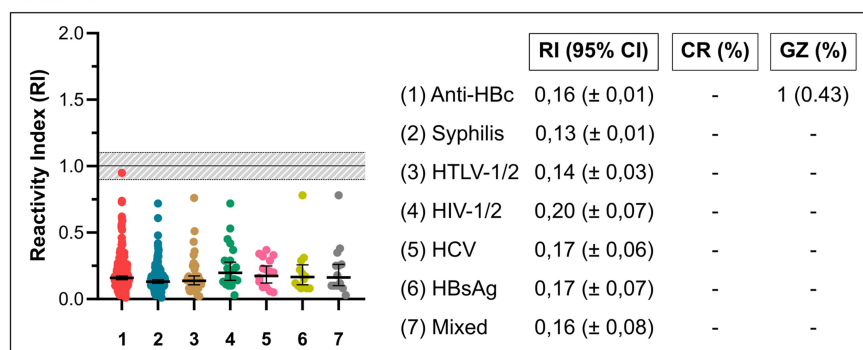 Reactivity Index (RI)
2.0
1.5
1.0
0.5
0.0
1 2 3 4 5 6 7
RI (95% CI) CR (%) GZ (%)
(1) Anti-HBc 0,16 (± 0,01) - 1 (0.43)
(2) Syphilis 0,13 (± 0,01) - -
(3) HTLV-1/2 0,14 (± 0,03) - -
(4) HIV-1/2 0,20 (± 0,07) - -
(5) HCV 0,17 (± 0,06) - -
(6) HBsAg 0,17 (± 0,07) - -
(7) Mixed 0,16 (± 0,08) - -